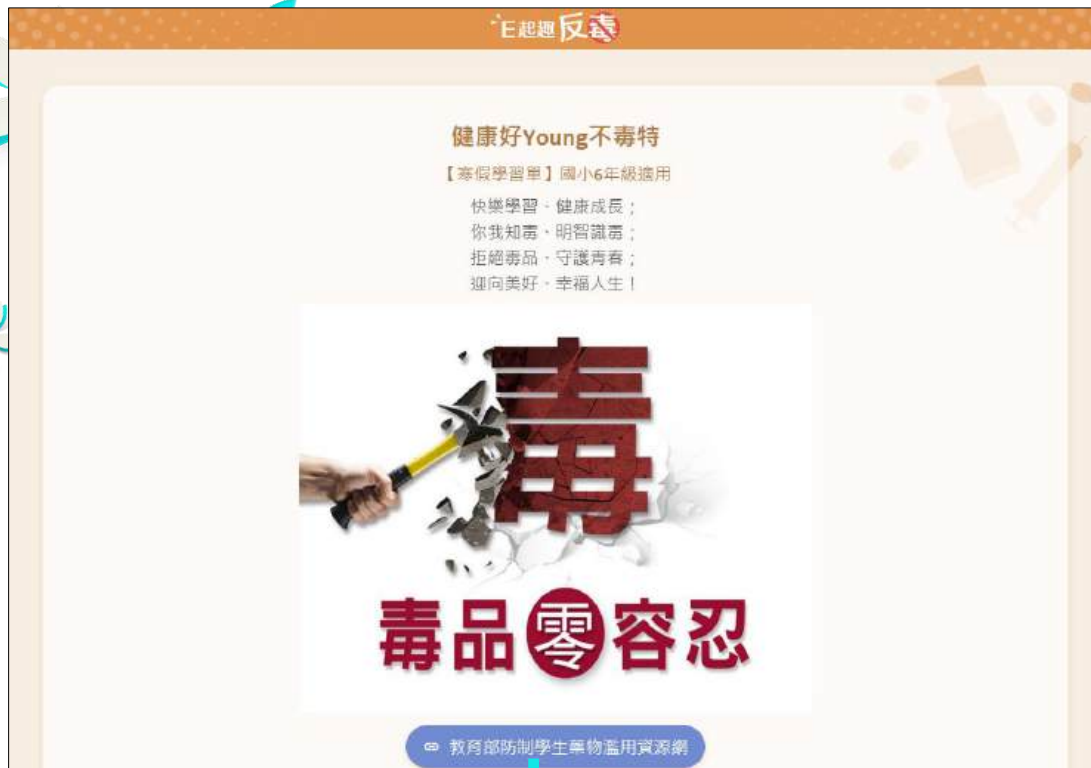 E起趣反毒
健康好Young不毒特
【寒假學習單】國小6年級適用
快樂學習、健康成長；
你我知毒、明智識毒；
拒絕毒品、守護青春；
迎向美好、幸福人生！
毒
毒品零容忍
教育部防制學生藥物濫用資源網